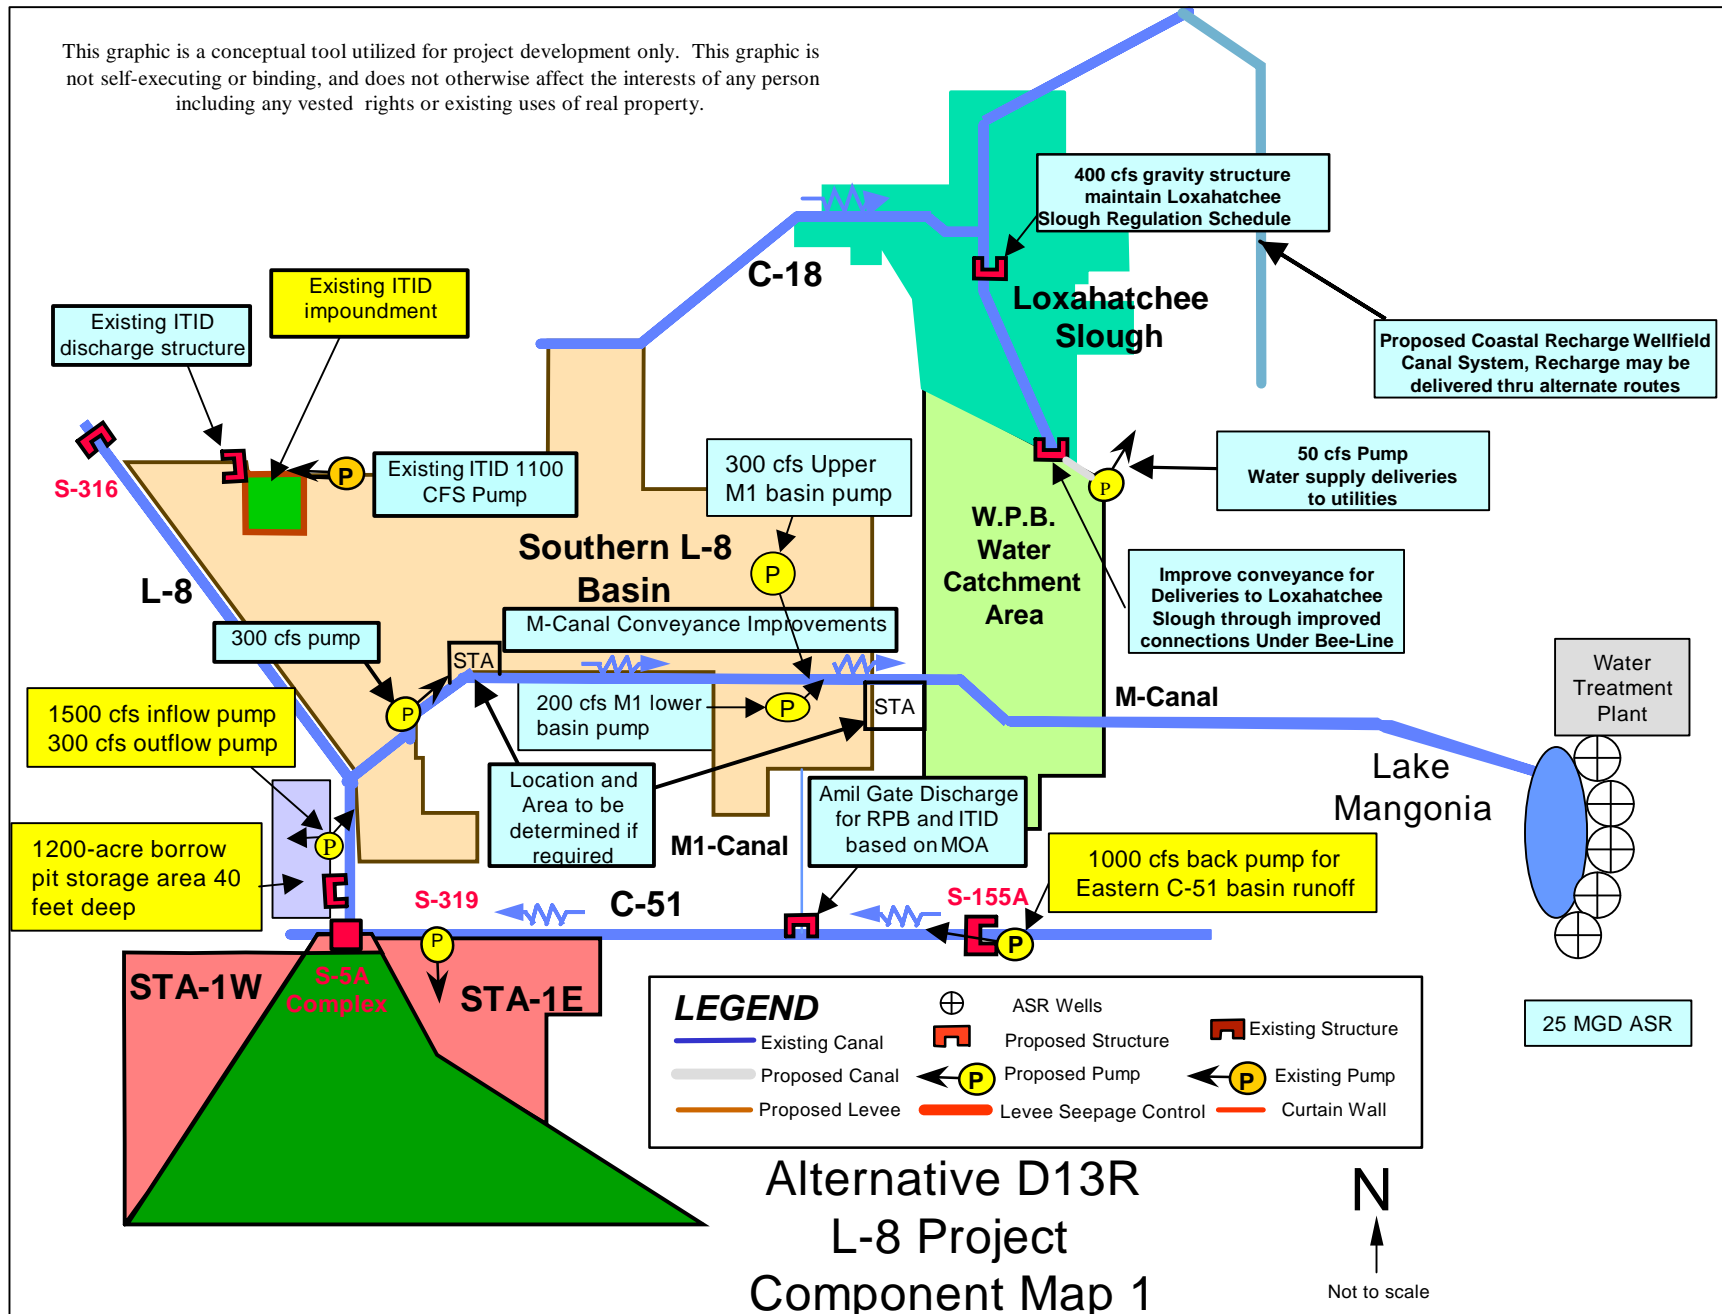 This graphic is a conceptual tool utilized for project development only. This graphic is
not self-executing or binding, and does not otherwise affect the interests of any person
including any vested rights or existing uses of real property.
400 cfs gravity structure
maintain Loxahatchee
Slough Regulation Schedule
C-18
Existing ITID
impoundment
Existing ITID
discharge structure
Loxahatchee
Slough
Proposed Coastal Recharge Wellfield
Canal System, Recharge may be
delivered thru alternate routes
S-316
P
Existing ITID 1100
CFS Pump
300 cfs Upper
M1 basin pump
50 cfs Pump
Water supply deliveries
to utilities
P
W.P.B.
Water
Catchment
Area
Southern L-8
Basin
P
L-8
Improve conveyance for
Deliveries to Loxahatchee
Slough through improved
connections Under Bee-Line
M-Canal Conveyance Improvements
300 cfs pump
STA
Water
Treatment
Plant
P
200 cfs M1 lower
basin pump
P
STA
M-Canal
1500 cfs inflow pump
300 cfs outflow pump
Location and
Area to be
determined if
required
Amil Gate Discharge
for RPB and ITID
based on MOA
Lake
Mangonia
P
M1-Canal
1200-acre borrow
pit storage area 40
feet deep
1000 cfs back pump for
Eastern C-51 basin runoff
S-319
C-51
S-155A
P
P
STA-1W
S-5A
Complex
STA-1E
25 MGD ASR
LEGEND
ASR Wells
Existing Canal
Proposed Structure
Existing Structure
Proposed Canal
P
Proposed Pump
P
Existing Pump
Proposed Levee
Levee Seepage Control
Curtain Wall
Alternative D13R
L-8 Project
Component Map 1
N
Not to scale